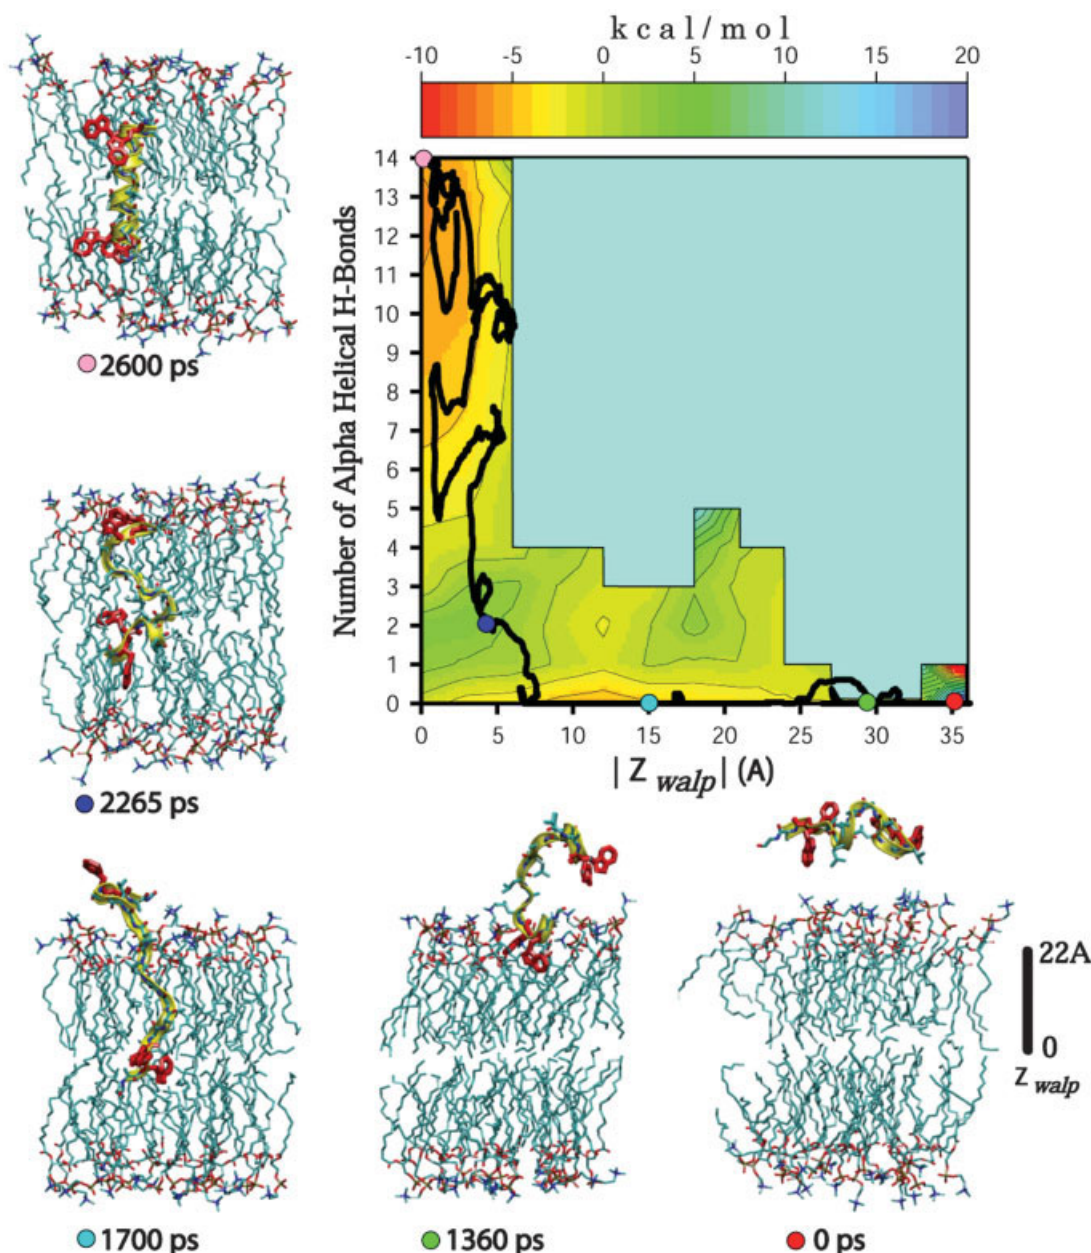 kcal/mol
-10 -5 0 5 10 15 20
Number of Alpha Helical H-Bonds
14
13
12
11
10
9
8
7
6
5
4
3
2
1
0
0 5 10 15 20 25 30 35
| Z walp | (A)
2600 ps
2265 ps
22A
0
Z walp
1700 ps
1360 ps
0 ps